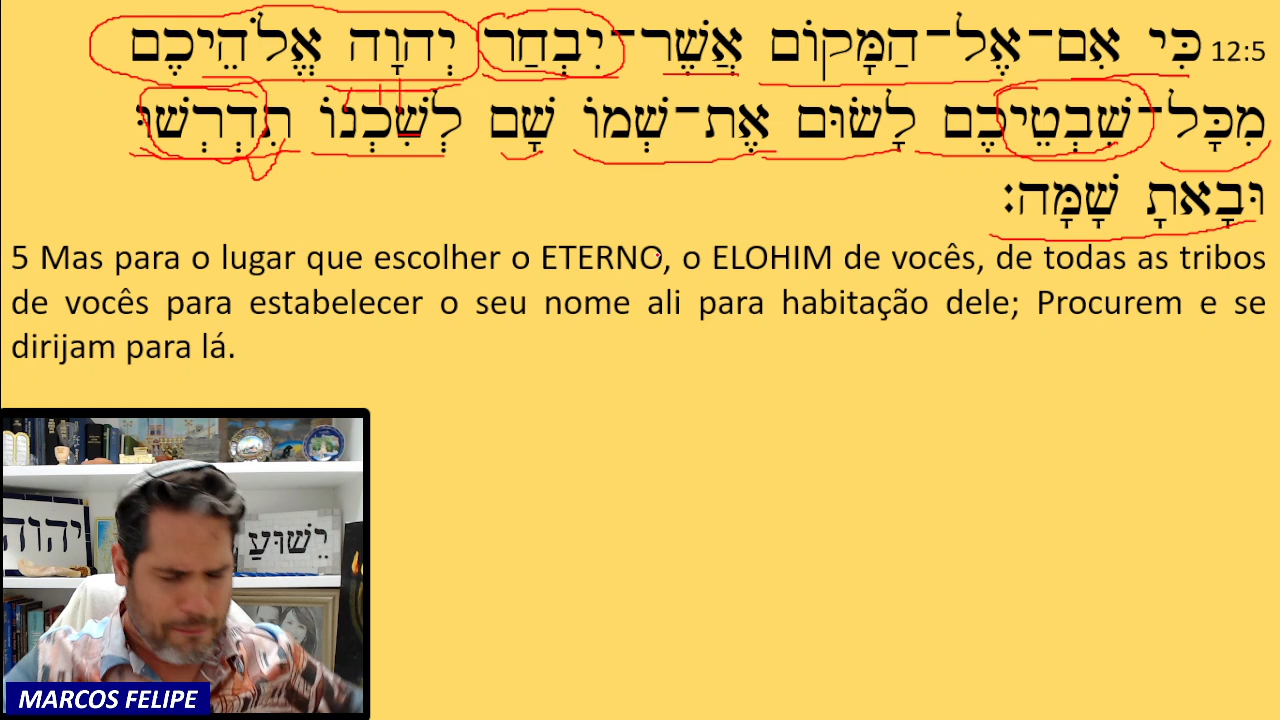 12:5 כִּי אִם־אֶל־הַמָּקוֹם אֲשֶׁר־יִבְחַר יְהוָה אֱלֹהֵיכֶם
מִכָּל־שִׁבְטֵיכֶם לָשׂוּם אֶת־שְׁמוֹ שָׁם לְשִׁכְנוֹ תִדְרְשׁוּ
וּבָאתָ שָׁמָּה׃
5 Mas para o lugar que escolher o ETERNO, o ELOHIM de vocês, de todas as tribos
de vocês para estabelecer o seu nome ali para habitação dele; Procurem e se
dirijam para lá.
יהוה
יֵשׁוּעַ
MARCOS FELIPE